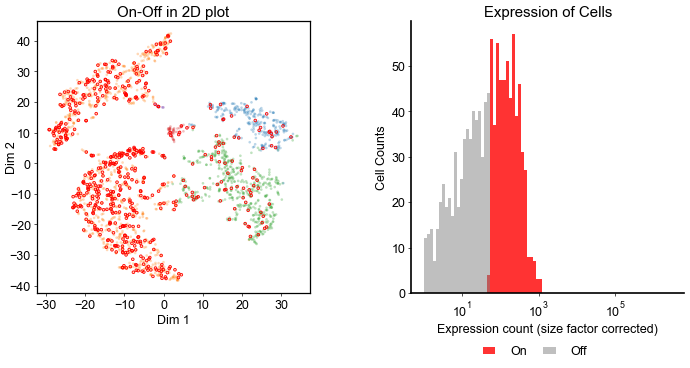 On-Off in 2D plot
Dim 2
40
30
20
10
0
−10
−20
−30
−40
−30 −20 −10 0 10 20 30
Dim 1
Expression of Cells
Cell Counts
50
40
30
20
10
0
10^1 10^3 10^5
Expression count (size factor corrected)
On Off